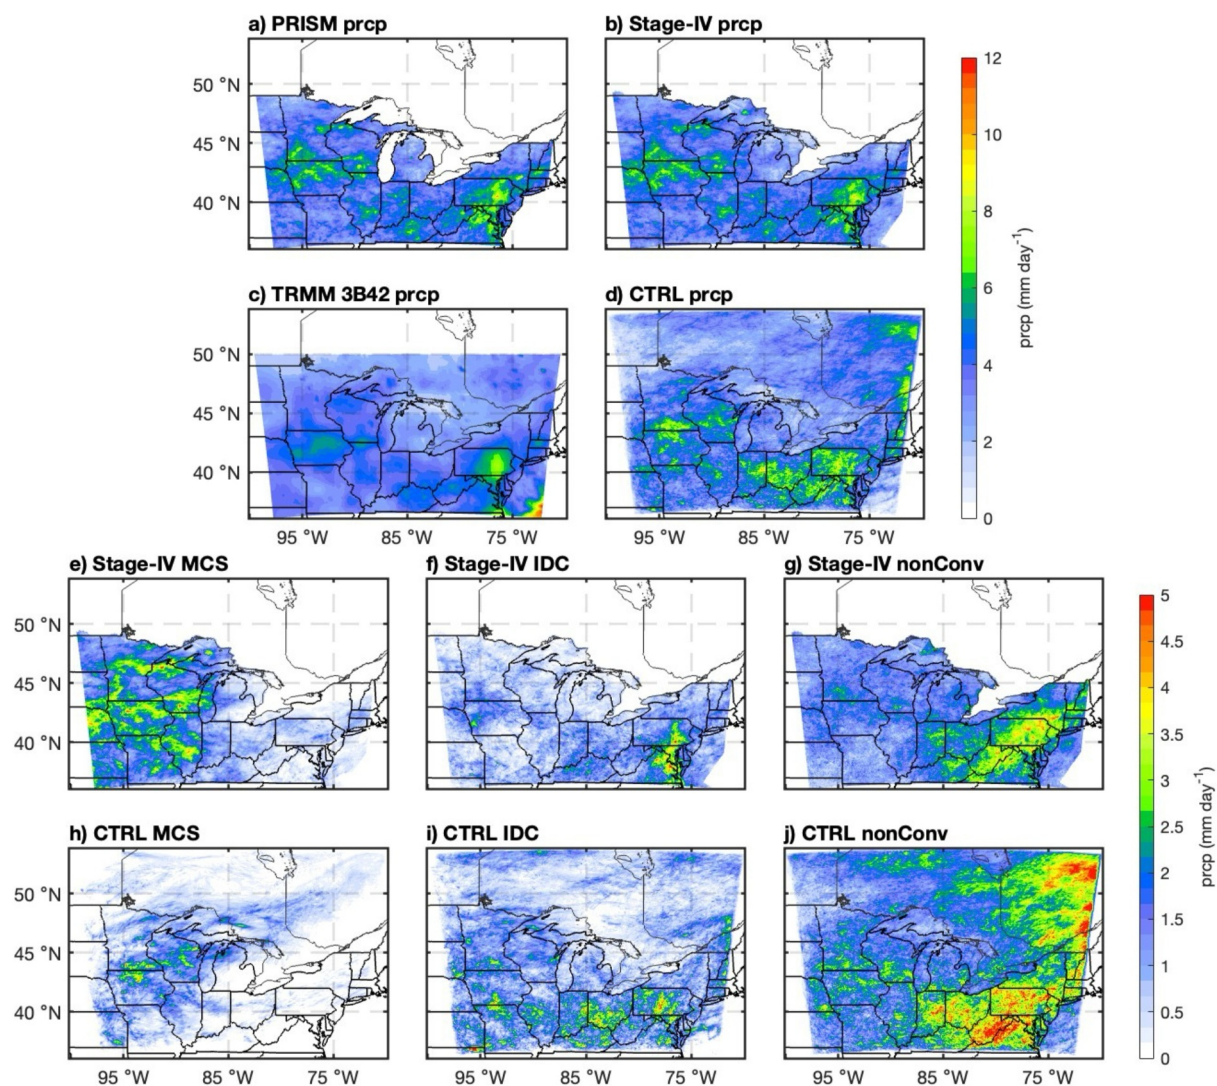 a) PRISM prcp
b) Stage-IV prcp
50 °N
45 °N
40 °N
12
10
8
6
4
2
0
prcp (mm day-1)
c) TRMM 3B42 prcp
d) CTRL prcp
50 °N
45 °N
40 °N
95 °W 85 °W 75 °W
95 °W 85 °W 75 °W
e) Stage-IV MCS
f) Stage-IV IDC
g) Stage-IV nonConv
50 °N
45 °N
40 °N
5
4.5
4
3.5
3
2.5
2
1.5
1
0.5
0
prcp (mm day-1)
h) CTRL MCS
i) CTRL IDC
j) CTRL nonConv
50 °N
45 °N
40 °N
95 °W 85 °W 75 °W
95 °W 85 °W 75 °W
95 °W 85 °W 75 °W